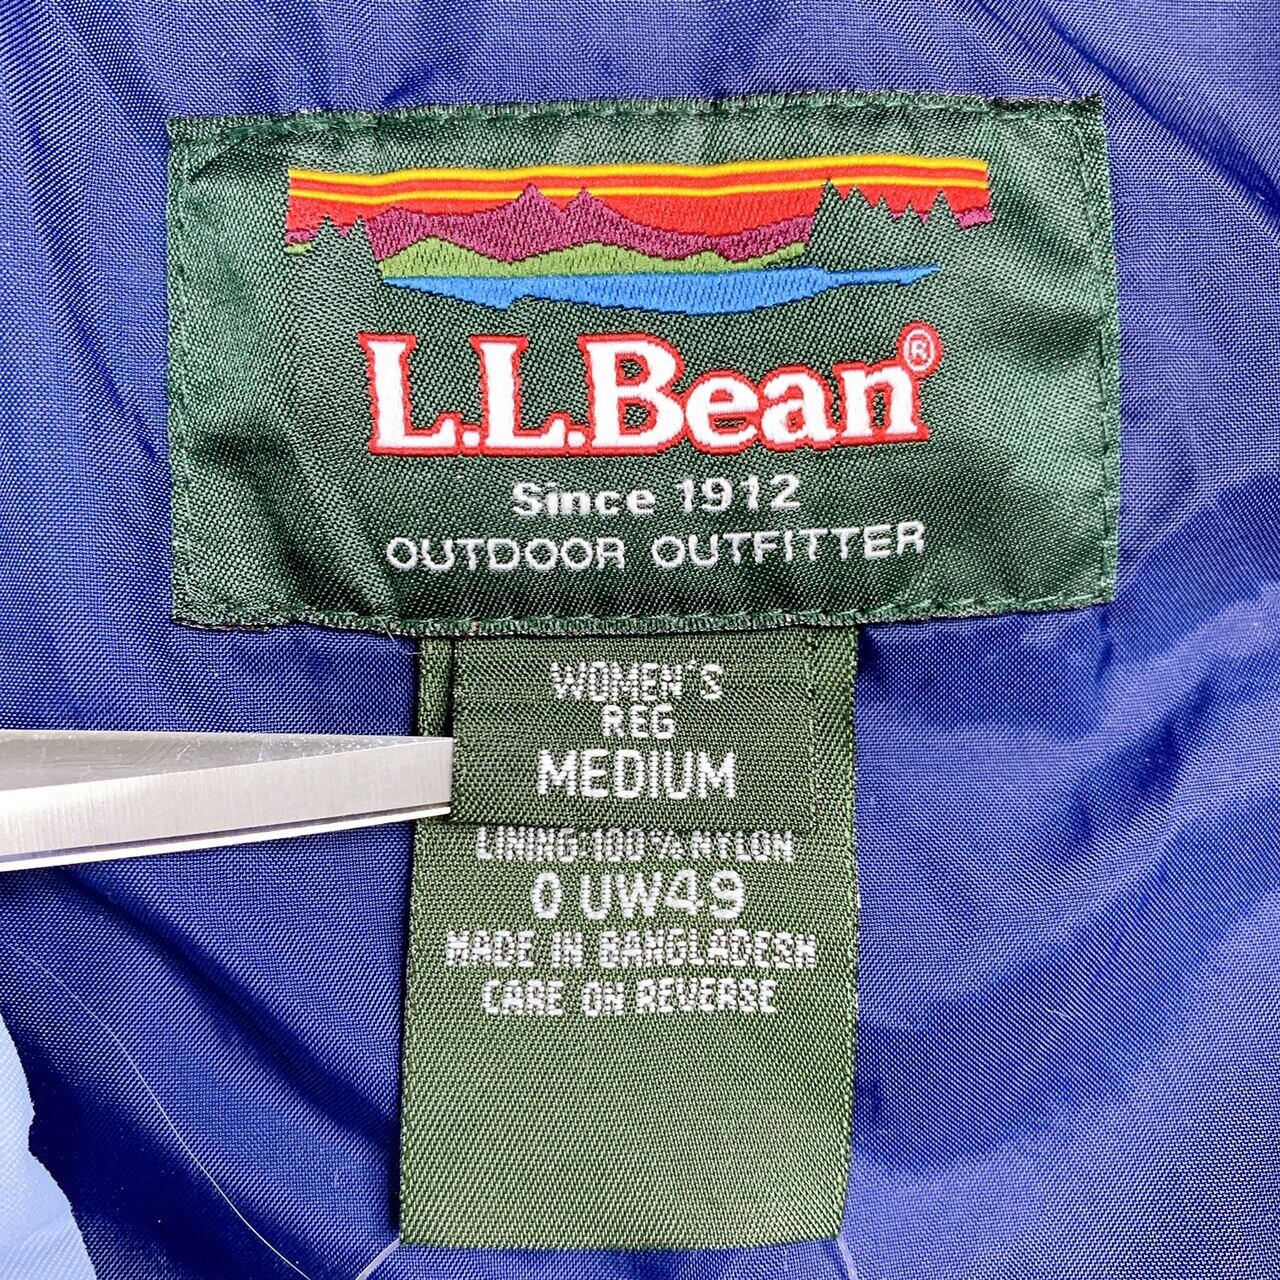 L.L.Bean®
Since 1912
OUTDOOR OUTFITTER
WOMEN'S
REG
MEDIUM
LINING:100% NYLON
0 UW49
MADE IN BANGLADESH
CARE ON REVERSE